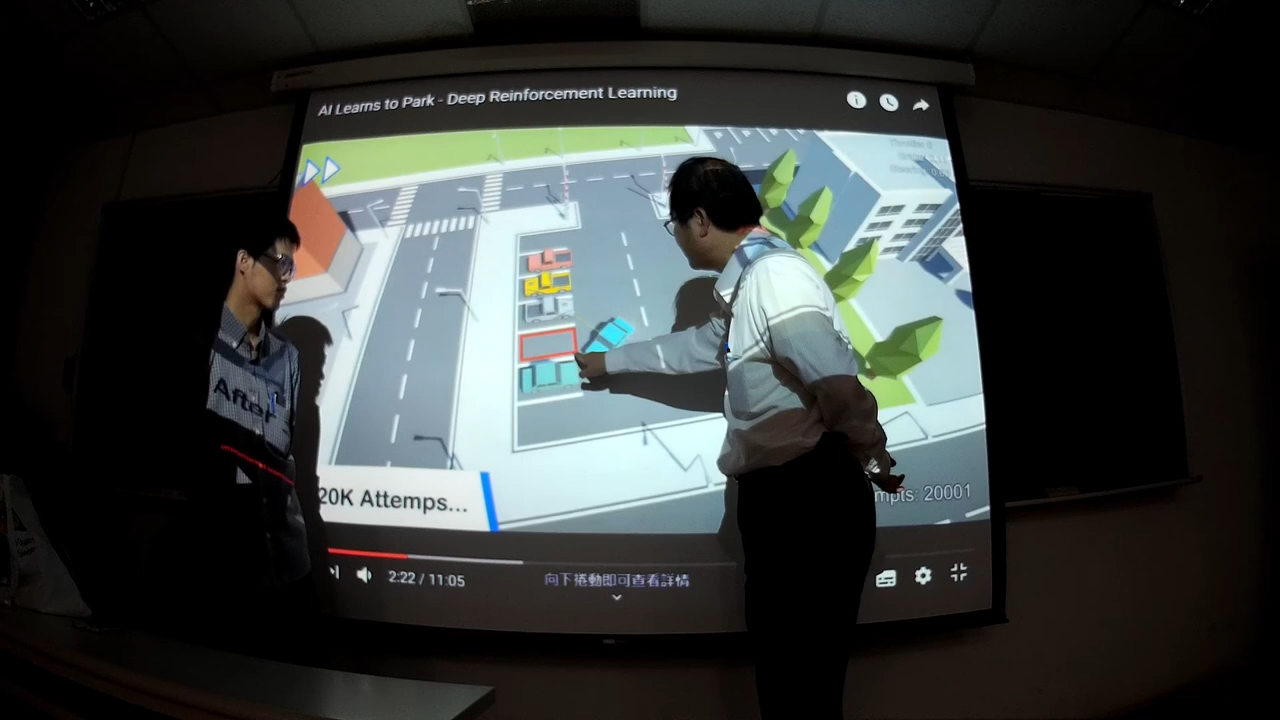 AI Learns to Park - Deep Reinforcement Learning
After
20K Attemps...
mpts: 20001
2:22 / 11:05
向下捲動即可查看詳情